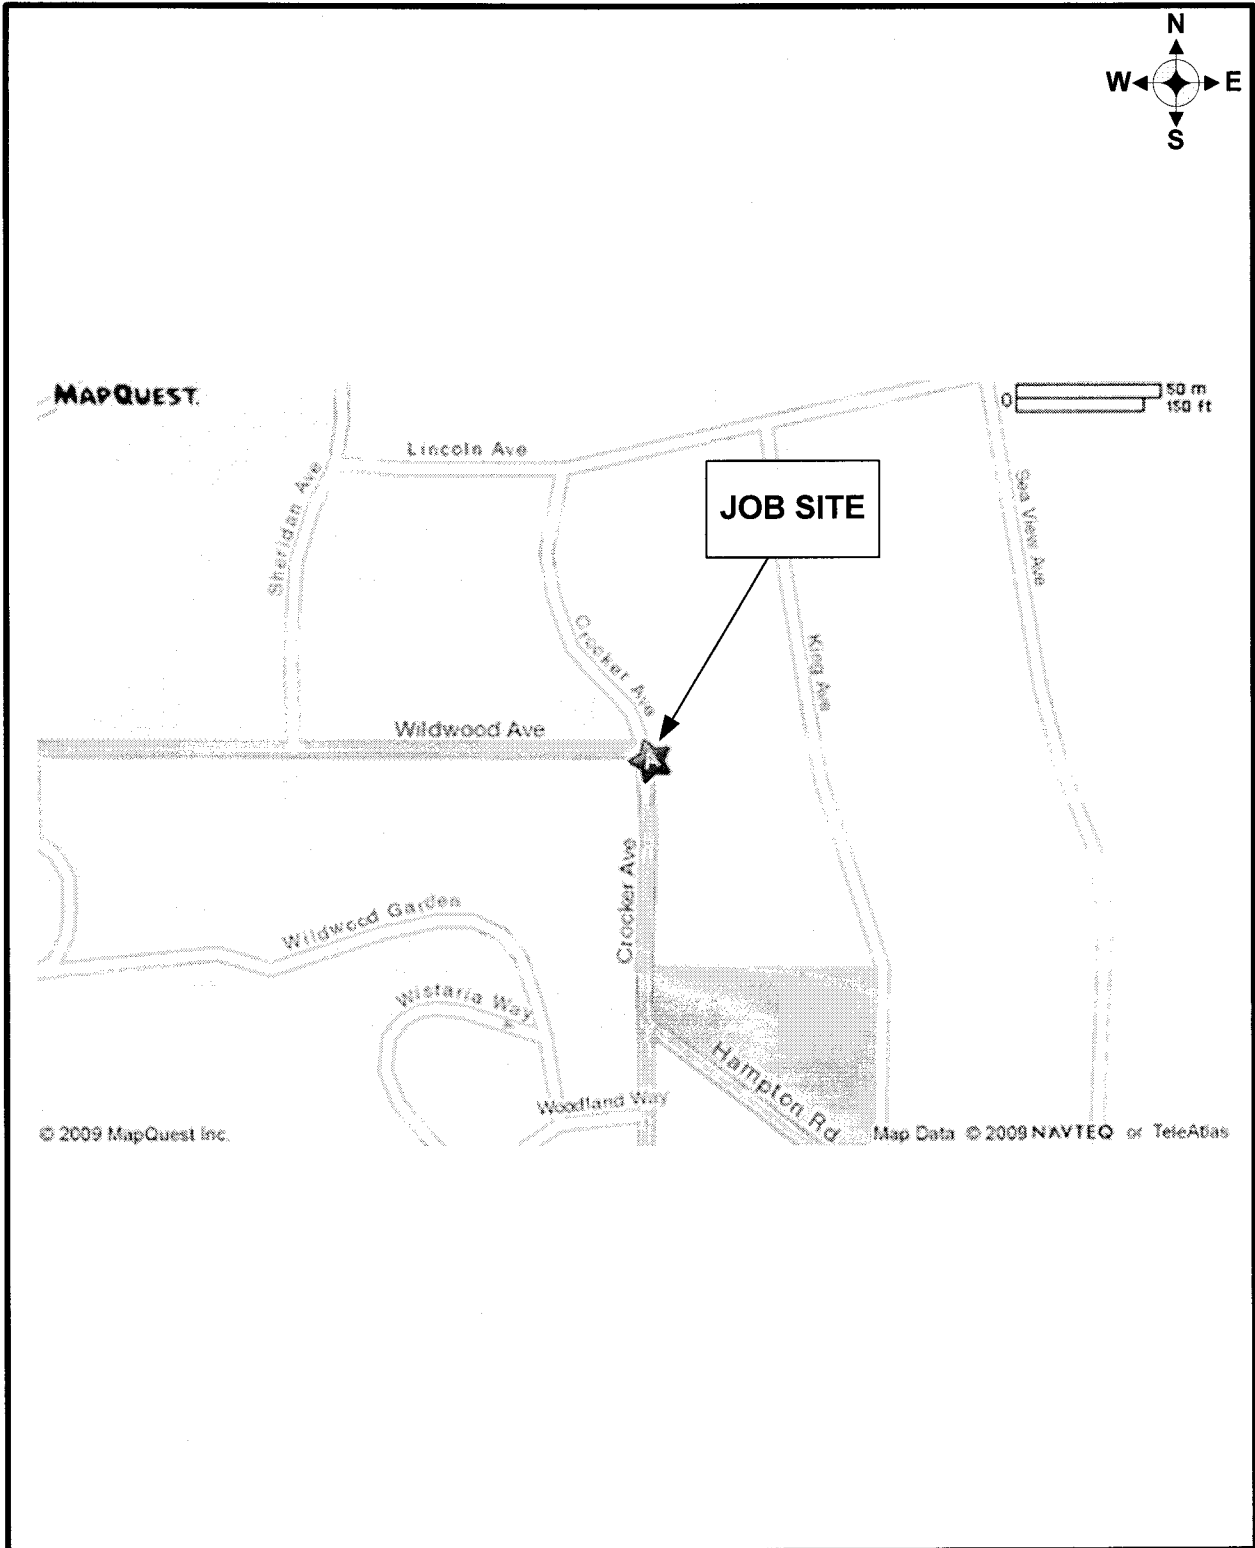 N
W E
S
MAPQUEST.
50 m
0
150 ft
Lincoln Ave
Sheridan Ave
JOB SITE
Sea View Ave
Crocker Ave
King Ave
Wildwood Ave
Crocker Ave
Wildwood Garden
Wistaria Way
Hampton Rd
Woodland Way
© 2009 MapQuest Inc.
Map Data © 2009 NAVTEQ or TeleAtlas